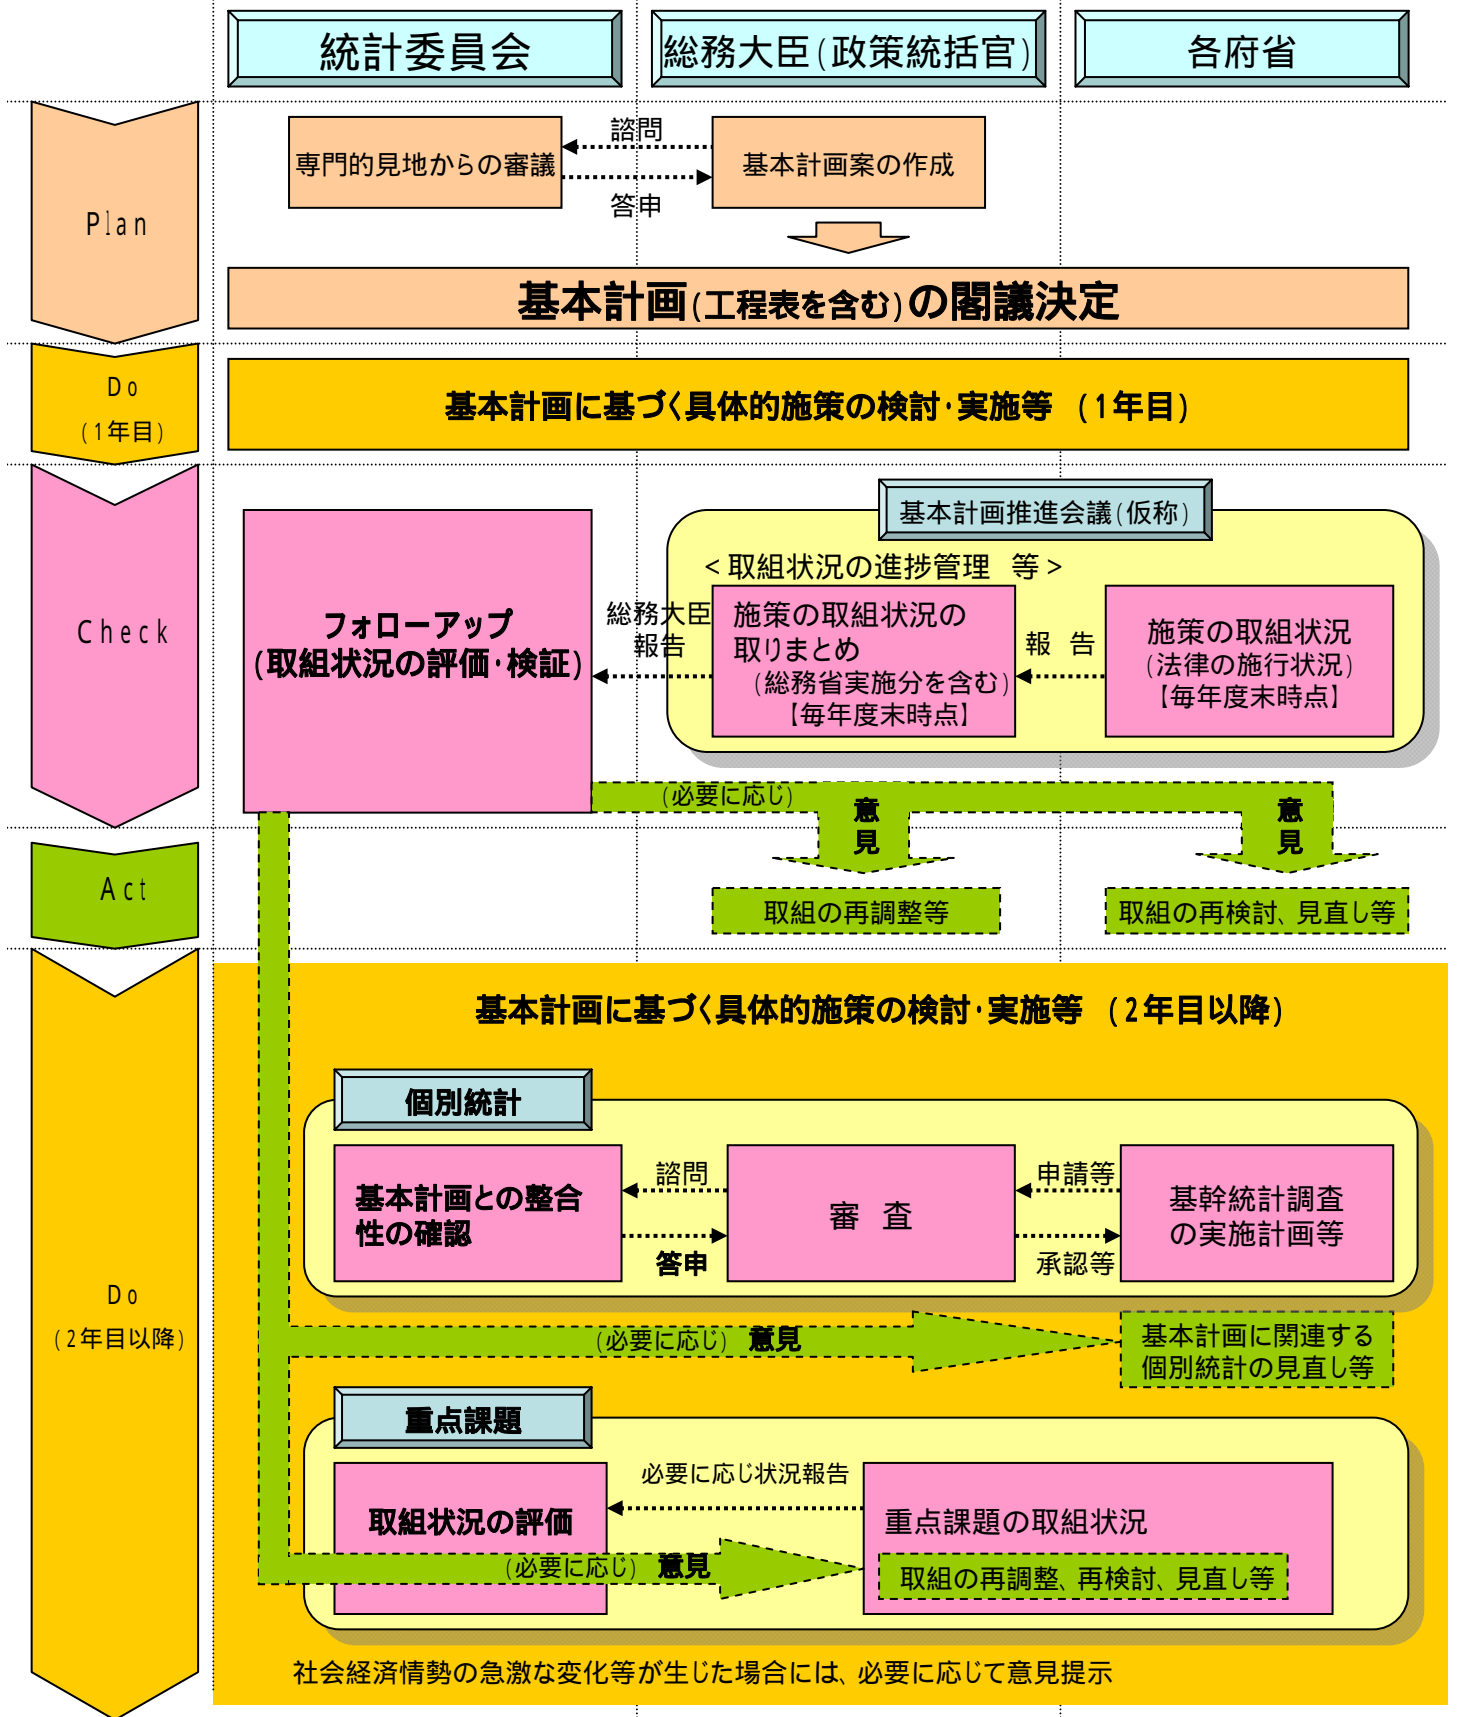 統計委員会
総務大臣(政策統括官)
各府省
Plan
専門的見地からの審議
諮問
答申
基本計画案の作成
基本計画(工程表を含む)の閣議決定
Do
(1年目)
基本計画に基づく具体的施策の検討・実施等 (1年目)
Check
基本計画推進会議(仮称)
<取組状況の進捗管理 等>
フォローアップ
(取組状況の評価・検証)
総務大臣
報告
施策の取組状況の
取りまとめ
(総務省実施分を含む)
【毎年度末時点】
報 告
施策の取組状況
(法律の施行状況)
【毎年度末時点】
(必要に応じ)
意
見
意
見
Act
取組の再調整等
取組の再検討、見直し等
Do
(2年目以降)
基本計画に基づく具体的施策の検討・実施等 (2年目以降)
個別統計
基本計画との整合
性の確認
諮問
答申
審 査
申請等
承認等
基幹統計調査
の実施計画等
(必要に応じ) 意見
基本計画に関連する
個別統計の見直し等
重点課題
取組状況の評価
必要に応じ状況報告
重点課題の取組状況
(必要に応じ) 意見
取組の再調整、再検討、見直し等
社会経済情勢の急激な変化等が生じた場合には、必要に応じて意見提示